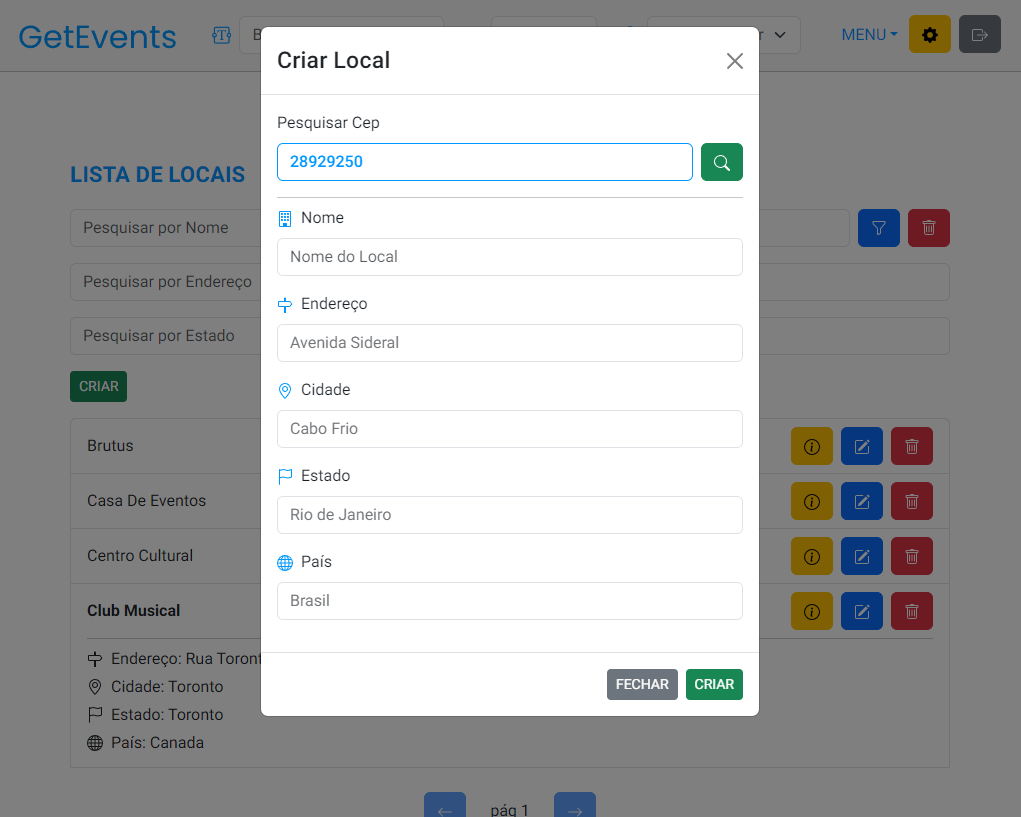 GetEvents
MENU
Criar Local
Pesquisar Cep
28929250
LISTA DE LOCAIS
Pesquisar por Nome
Nome
Nome do Local
Pesquisar por Endereço
Endereço
Pesquisar por Estado
Avenida Sideral
CRIAR
Cidade
Cabo Frio
Brutus
Estado
Casa De Eventos
Rio de Janeiro
Centro Cultural
País
Brasil
Club Musical
Endereço: Rua
Cidade: Toronto
FECHAR CRIAR
Estado: Toronto
País: Canada
pág 1